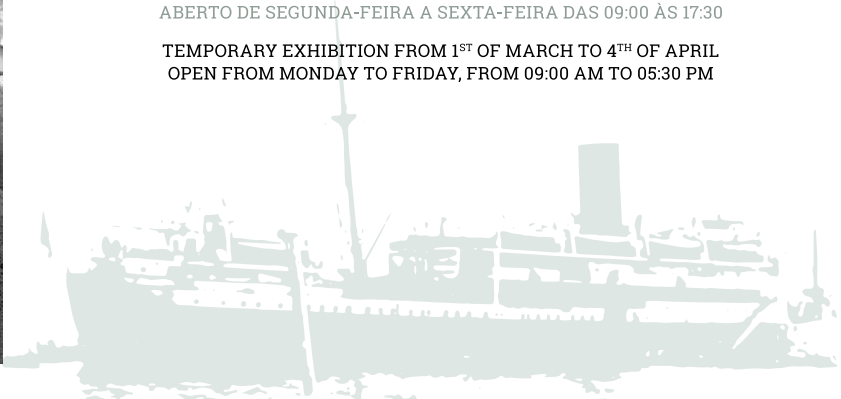 ABERTO DE SEGUNDA-FEIRA A SEXTA-FEIRA DAS 09:00 ÀS 17:30
TEMPORARY EXHIBITION FROM 1ST OF MARCH TO 4TH OF APRIL
OPEN FROM MONDAY TO FRIDAY, FROM 09:00 AM TO 05:30 PM